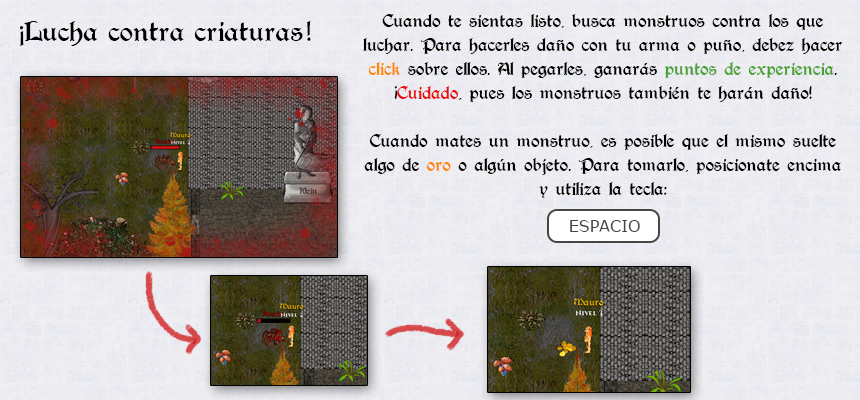 ¡Lucha contra criaturas!
Cuando te sientas listo, busca monstruos contra los que
luchar. Para hacerles daño con tu arma o puño, debez hacer
click sobre ellos. Al pegarles, ganarás puntos de experiencia.
¡Cuidado, pues los monstruos también te harán daño!
Cuando mates un monstruo, es posible que el mismo suelte
algo de oro o algún objeto. Para tomarlo, posicionate encima
y utiliza la tecla:
ESPACIO
Mauro
Nivel 2
Klein
Mauro
Nivel 2
Mauro
Nivel 2